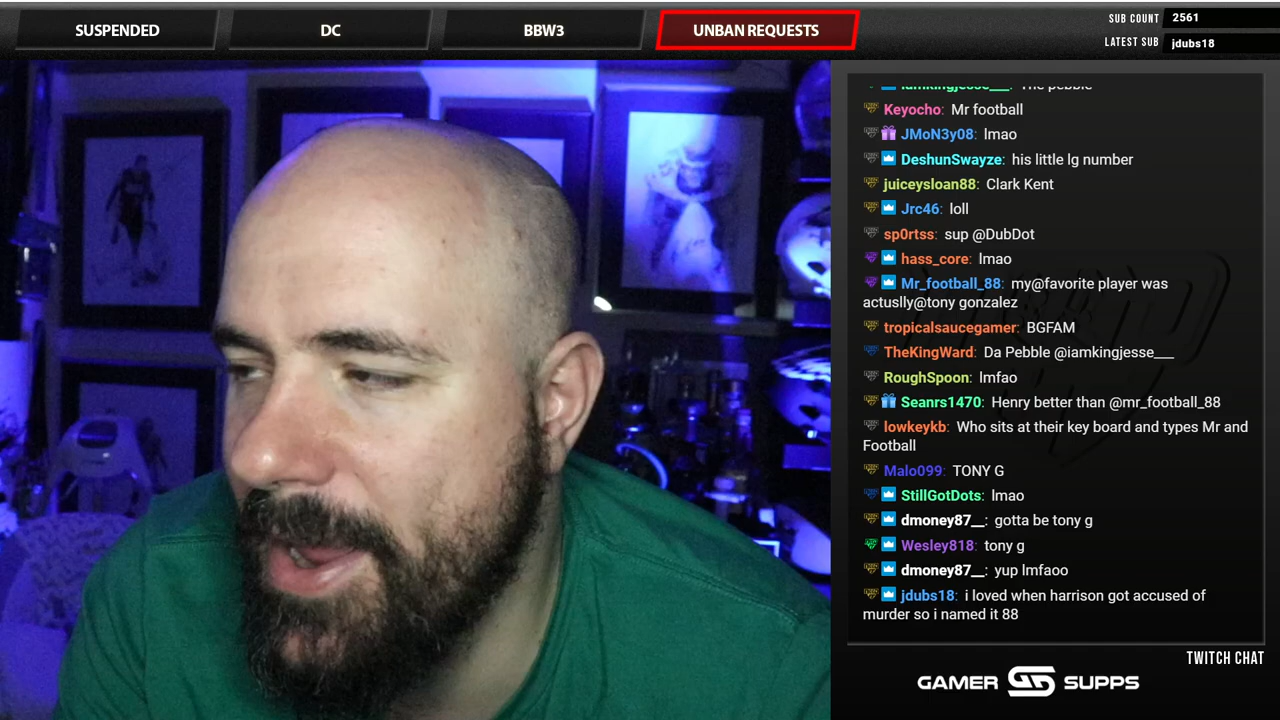 SUSPENDED
DC
BBW3
UNBAN REQUESTS
SUB COUNT 2561
LATEST SUB jdubs18
iamkingjesse___: The pebble
Keyocho: Mr football
JMoN3y08: lmao
DeshunSwayze: his little lg number
juiceysloan88: Clark Kent
Jrc46: loll
sp0rtss: sup @DubDot
hass_core: lmao
Mr_football_88: my@favorite player was
actuslly@tony gonzalez
tropicalsaucegamer: BGFAM
TheKingWard: Da Pebble @iamkingjesse___
RoughSpoon: lmfao
Seanrs1470: Henry better than @mr_football_88
lowkeykb: Who sits at their key board and types Mr and
Football
Malo099: TONY G
StillGotDots: lmao
dmoney87__: gotta be tony g
Wesley818: tony g
dmoney87__: yup lmfaoo
jdubs18: i loved when harrison got accused of
murder so i named it 88
TWITCH CHAT
GAMER SUPPS